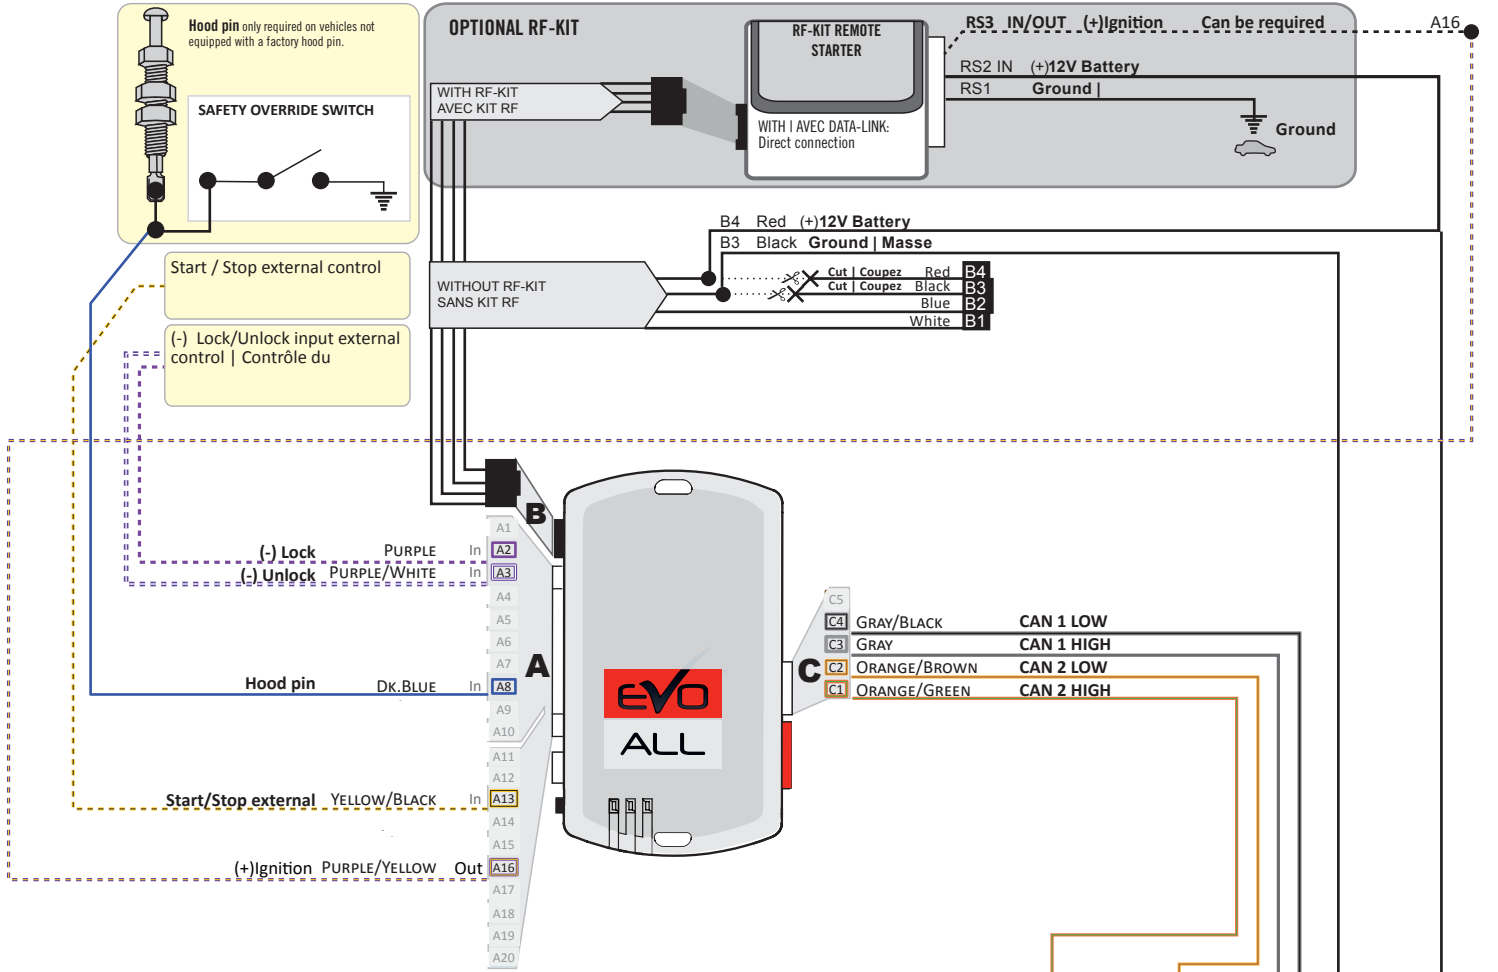 Hood pin only required on vehicles not
equipped with a factory hood pin.
SAFETY OVERRIDE SWITCH
OPTIONAL RF-KIT
WITH RF-KIT
AVEC KIT RF
RF-KIT REMOTE
STARTER
WITH | AVEC DATA-LINK:
Direct connection
RS3 IN/OUT (+)Ignition Can be required A16
RS2 IN (+)12V Battery
RS1 Ground |
Ground
Start / Stop external control
(-) Lock/Unlock input external
control | Contrôle du
B4 Red (+)12V Battery
B3 Black Ground | Masse
WITHOUT RF-KIT
SANS KIT RF
Cut | Coupez Red B4
Cut | Coupez Black B3
Blue B2
White B1
B
A1
(-) Lock PURPLE In A2
(-) Unlock PURPLE/WHITE In A3
A4
A5
A6
A7
A
Hood pin DK.BLUE In A8
A9
A10
A11
A12
Start/Stop external YELLOW/BLACK In A13
A14
A15
(+)Ignition PURPLE/YELLOW Out A16
A17
A18
A19
A20
EVO
ALL
C
C5
C4 GRAY/BLACK CAN 1 LOW
C3 GRAY CAN 1 HIGH
C2 ORANGE/BROWN CAN 2 LOW
C1 ORANGE/GREEN CAN 2 HIGH